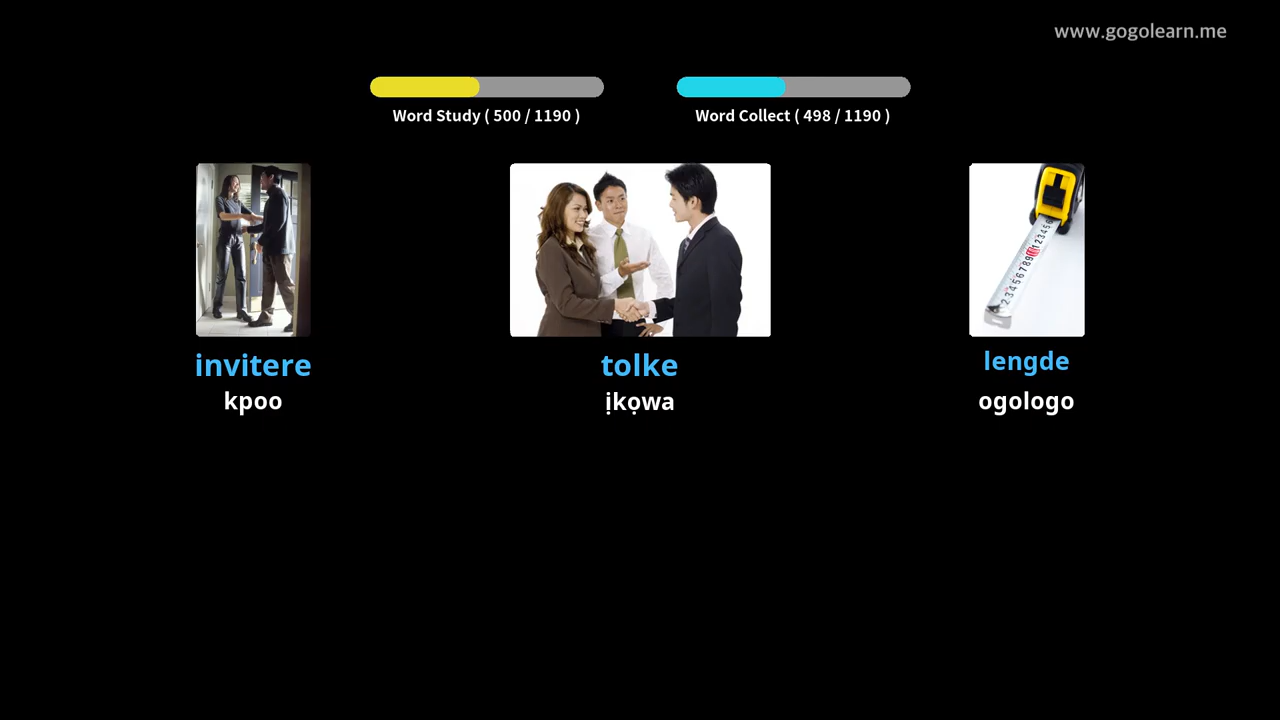 www.gogolearn.me
Word Study ( 500 / 1190 )
Word Collect ( 498 / 1190 )
invitere
kpoo
tolke
ịkọwa
lengde
ogologo